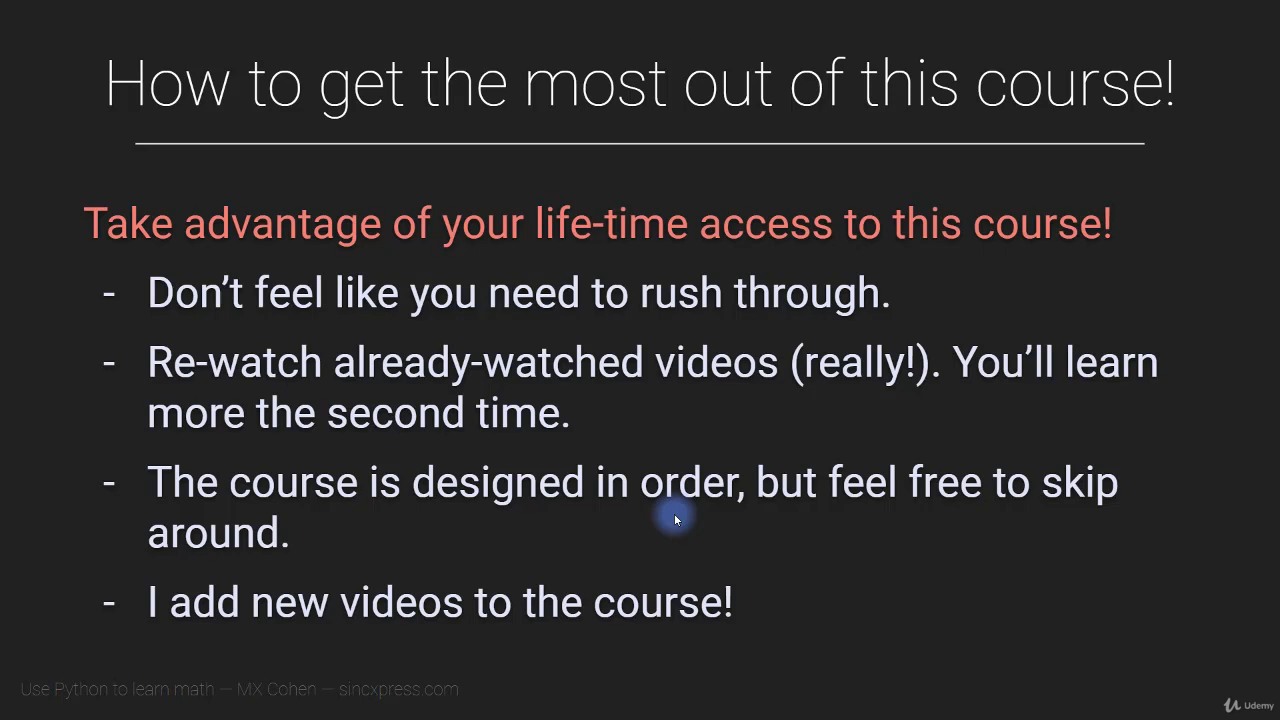 How to get the most out of this course!
Take advantage of your life-time access to this course!
- Don’t feel like you need to rush through.
- Re-watch already-watched videos (really!). You’ll learn
more the second time.
- The course is designed in order, but feel free to skip
around.
- I add new videos to the course!
Use Python to learn math — MX Cohen — sincxpress.com
Udemy